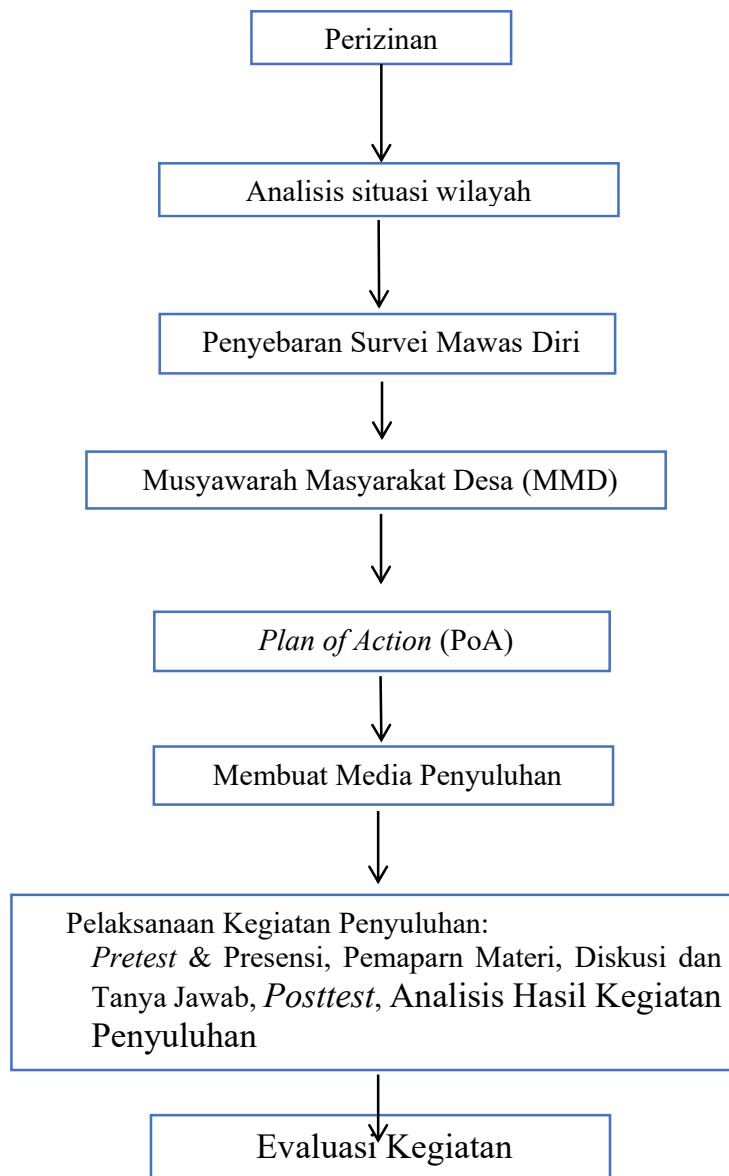 Perizinan
Analisis situasi wilayah
Penyebaran Survei Mawas Diri
Musyawarah Masyarakat Desa (MMD)
Plan of Action (PoA)
Membuat Media Penyuluhan
Pelaksanaan Kegiatan Penyuluhan:
Pretest & Presensi, Pemaparn Materi, Diskusi dan
Tanya Jawab, Posttest, Analisis Hasil Kegiatan
Penyuluhan
Evaluasi Kegiatan